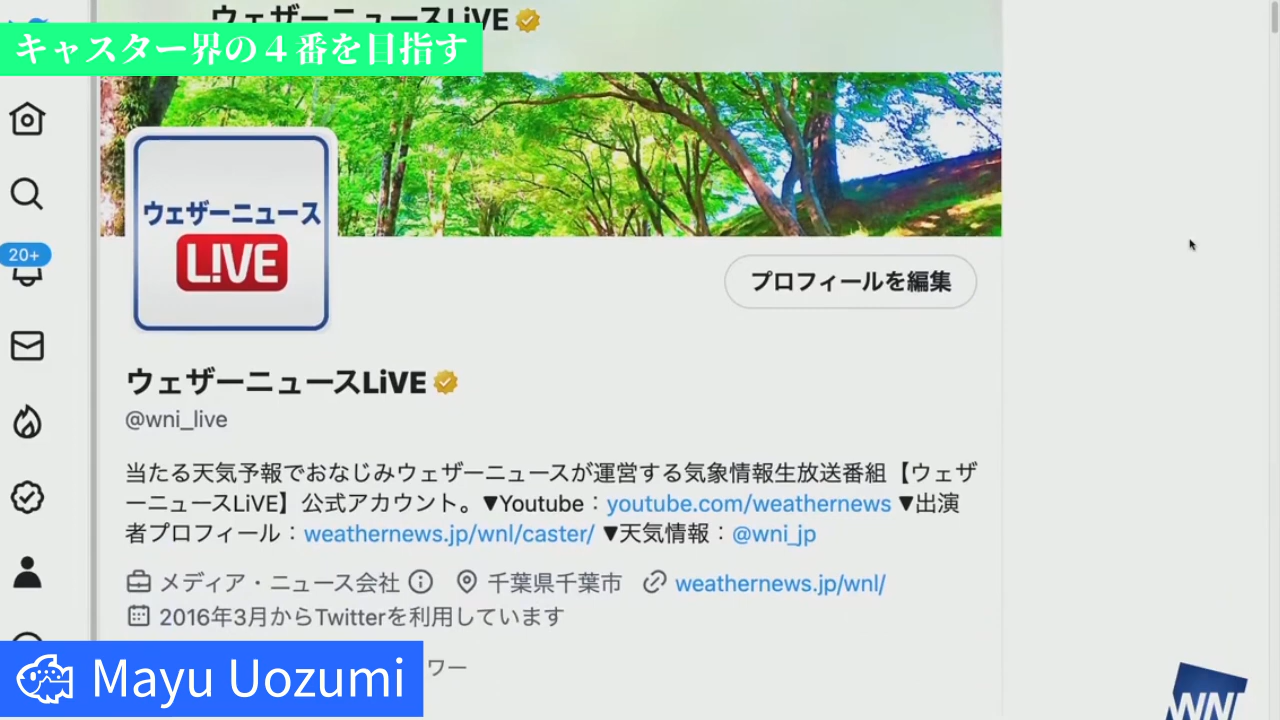 ウェザーニュースLiVE
キャスター界の４番を目指す
ウェザーニュース
LiVE
20+
プロフィールを編集
ウェザーニュースLiVE
@wni_live
当たる天気予報でおなじみウェザーニュースが運営する気象情報生放送番組【ウェザ
ーニュースLiVE】公式アカウント。▼Youtube：youtube.com/weathernews ▼出演
者プロフィール：weathernews.jp/wnl/caster/ ▼天気情報：@wni_jp
メディア・ニュース会社 千葉県千葉市 weathernews.jp/wnl/
2016年3月からTwitterを利用しています
ワー
Mayu Uozumi
WNI